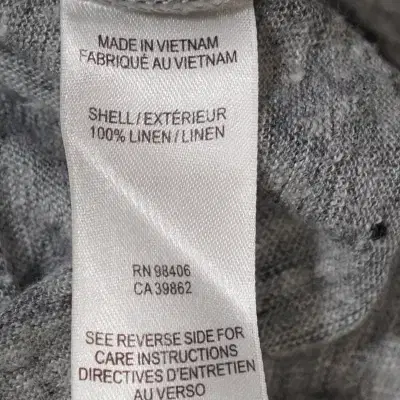 MADE IN VIETNAM
FABRIQUÉ AU VIETNAM
SHELL/EXTÉRIEUR
100% LINEN/LINEN
RN 98406
CA 39862
SEE REVERSE SIDE FOR
CARE INSTRUCTIONS
DIRECTIVES D'ENTRETIEN
AU VERSO